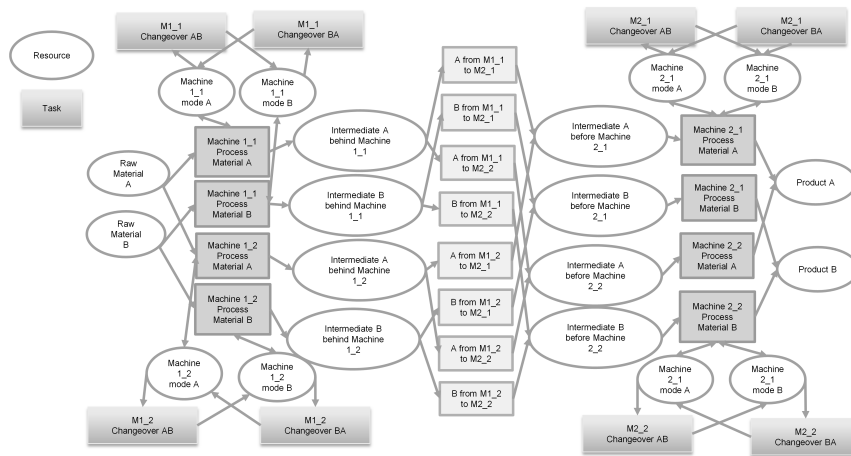 Resource
Task
M1_1
Changeover AB
M1_1
Changeover BA
Machine
1_1
mode A
Machine
1_1
mode B
Raw
Material
A
Raw
Material
B
Machine 1_1
Process
Material A
Machine 1_1
Process
Material B
Machine 1_2
Process
Material A
Machine 1_2
Process
Material B
Machine
1_2
mode A
Machine
1_2
mode B
M1_2
Changeover AB
M1_2
Changeover BA
Intermediate A
behind Machine
1_1
Intermediate B
behind Machine
1_1
Intermediate A
behind Machine
1_2
Intermediate B
behind Machine
1_2
A from M1_1
to M2_1
B from M1_1
to M2_1
A from M1_1
to M2_2
B from M1_1
to M2_2
A from M1_2
to M2_1
B from M1_2
to M2_1
A from M1_2
to M2_2
B from M1_2
to M2_2
Intermediate A
before Machine
2_1
Intermediate B
before Machine
2_1
Intermediate A
before Machine
2_2
Intermediate B
before Machine
2_2
M2_1
Changeover AB
M2_1
Changeover BA
Machine
2_1
mode A
Machine
2_1
mode B
Machine 2_1
Process
Material A
Machine 2_1
Process
Material B
Machine 2_2
Process
Material A
Machine 2_2
Process
Material B
Product A
Product B
Machine
2_1
mode A
Machine
2_1
mode B
M2_2
Changeover AB
M2_2
Changeover BA